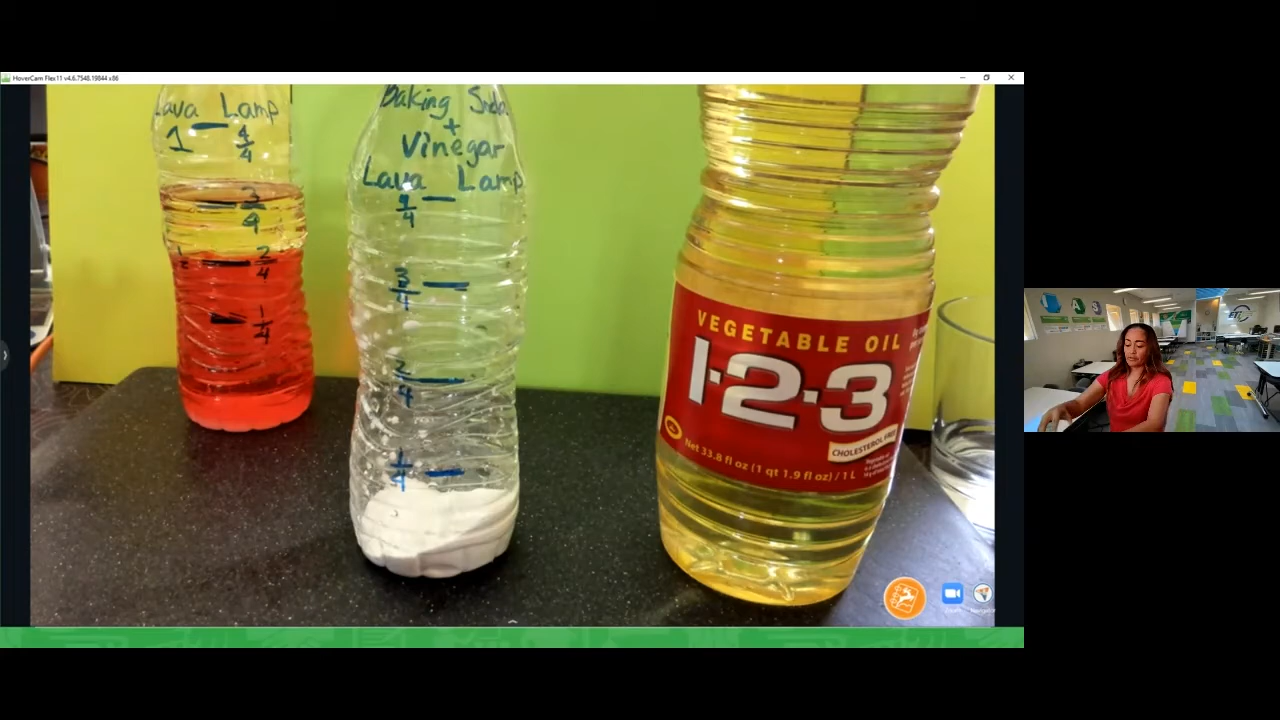 HoverCam Flex11 v4.6.7548.19844 x86
Lava Lamp
1
4/4
3/4
2/4
1/4
Baking Soda
+
Vinegar
Lava Lamp
4/4
3/4
2/4
1/4
VEGETABLE OIL
1·2·3
CHOLESTEROL FREE
Net 33.8 fl oz (1 qt 1.9 fl oz) / 1 L